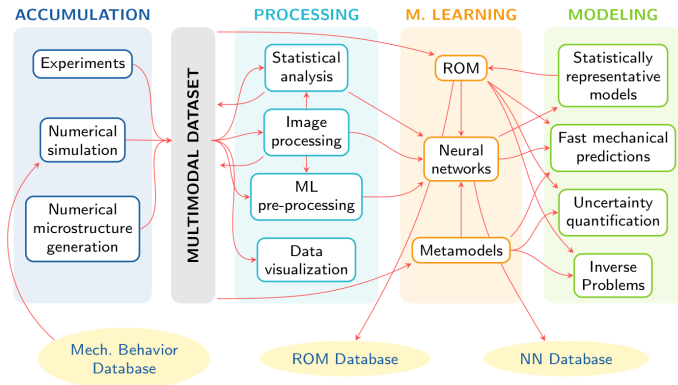 ACCUMULATION
PROCESSING
M. LEARNING
MODELING
Experiments
Numerical
simulation
Numerical
microstructure
generation
MULTIMODAL DATASET
Statistical
analysis
Image
processing
ML
pre-processing
Data
visualization
ROM
Neural
networks
Metamodels
Statistically
representative
models
Fast mechanical
predictions
Uncertainty
quantification
Inverse
Problems
Mech. Behavior
Database
ROM Database
NN Database